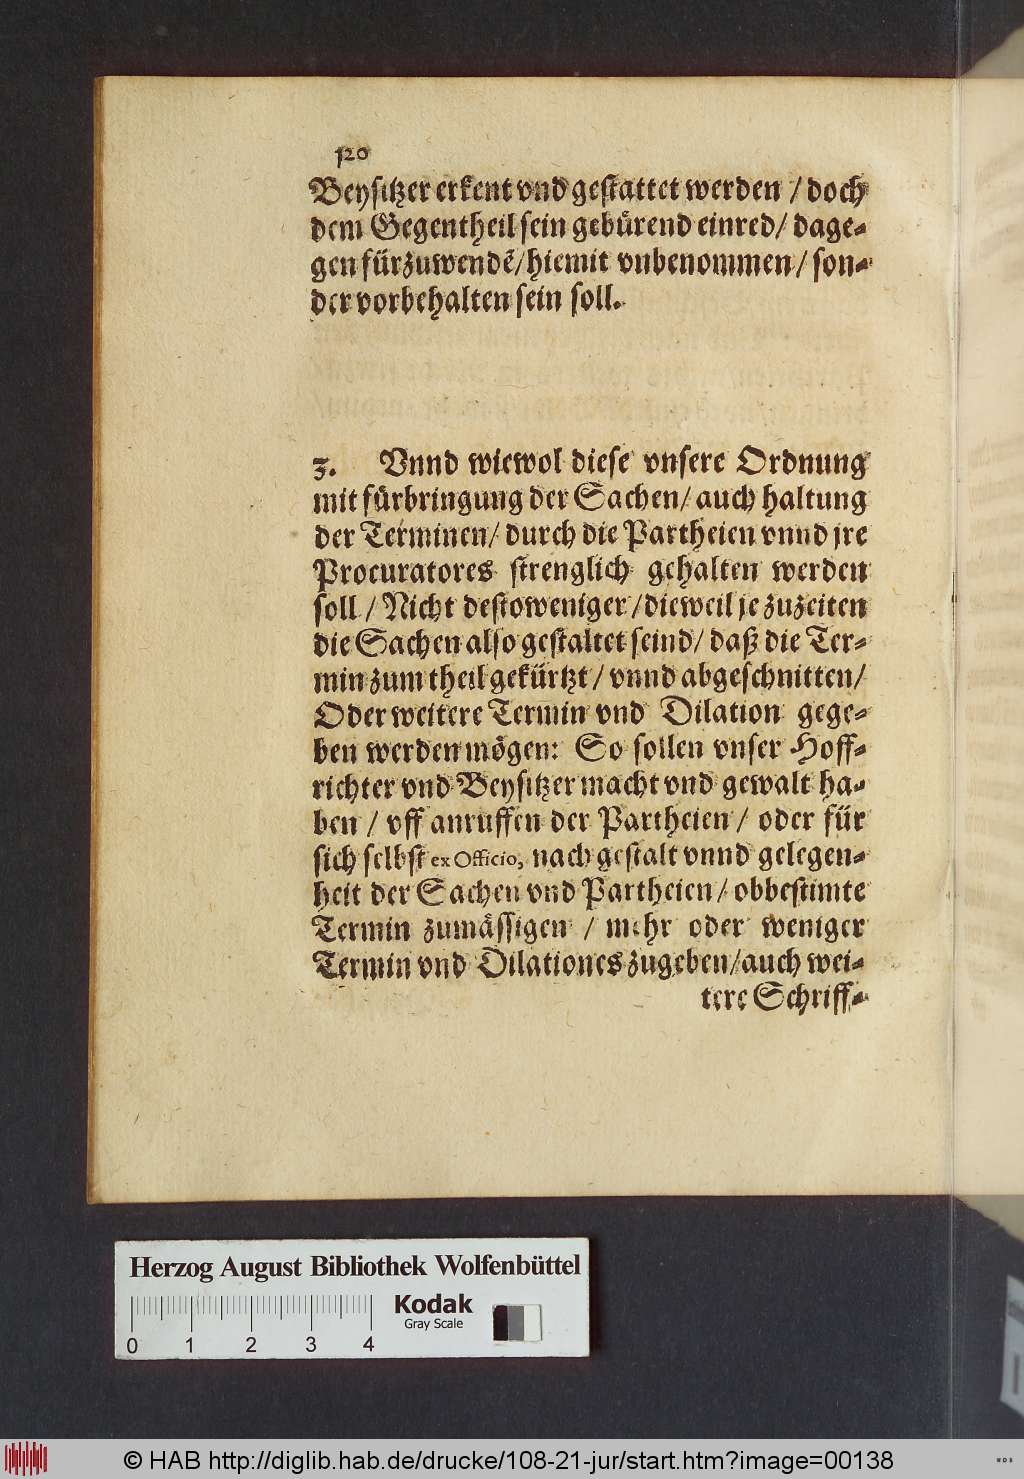 120
Beysitzer erkent vnd gestattet werden / doch
dem Gegentheil sein gebürend einred / dage-
gen fürzuwendẽ / hiemit vnbenommen / son-
der vorbehalten sein soll.
3. Vnnd wiewol diese vnsere Ordnung
mit fürbringung der Sachen / auch haltung
der Terminen / durch die Partheien vnnd jre
Procuratores strenglich gehalten werden
soll / Nicht destoweniger / dieweil je zuzeiten
die Sachen also gestaltet seind / daß die Ter-
min zum theil gekürtzt / vnnd abgeschnitten /
Oder weitere Termin vnd Dilation gege-
ben werden mögen: So sollen vnser Hoff-
richter vnd Beysitzer macht vnd gewalt ha-
ben / vff anruffen der Partheien / oder für
sich selbst ex Officio, nach gestalt vnnd gelegen-
heit der Sachen vnd Partheien / obbestimte
Termin zumässigen / mehr oder weniger
Termin vnd Dilationes zugeben / auch wei-
tere Schriff-
Herzog August Bibliothek Wolfenbüttel
Kodak
Gray Scale
0 1 2 3 4
© HAB http://diglib.hab.de/drucke/108-21-jur/start.htm?image=00138